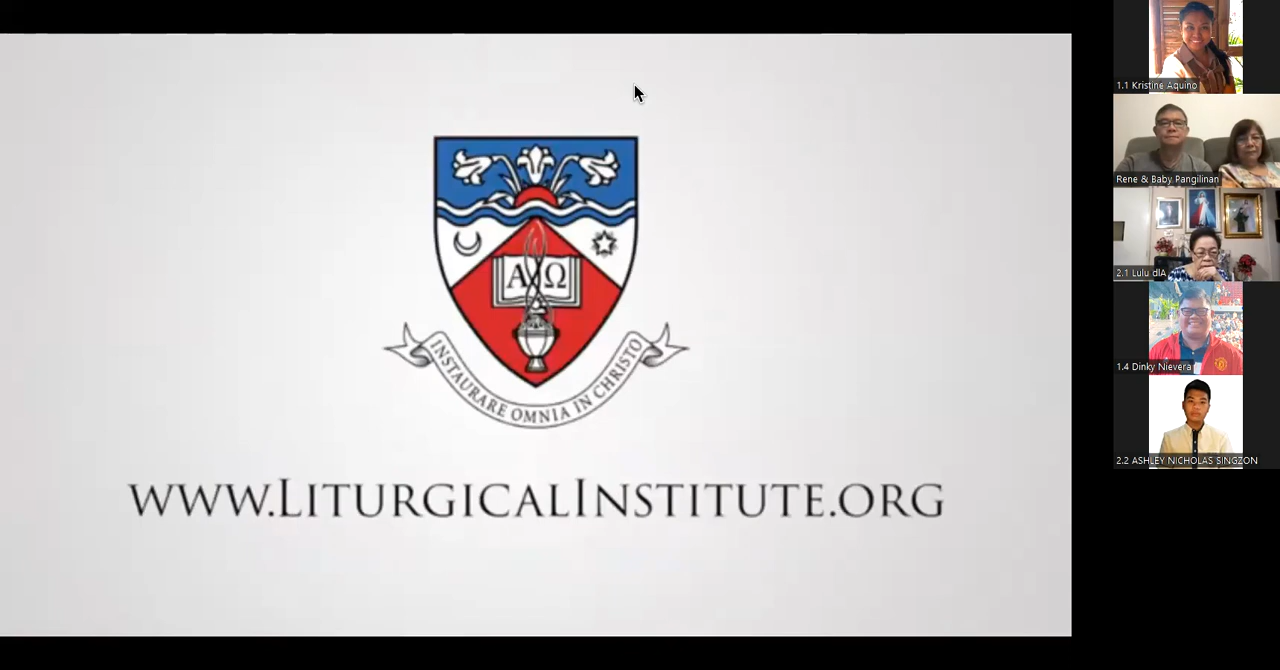 Α Ω
INSTAURARE OMNIA IN CHRISTO
WWW.LITURGICALINSTITUTE.ORG
1.1 Kristine Aquino
Rene & Baby Pangilinan
2.1 Lulu dlA
1.4 Dinky Nievera
2.2 ASHLEY NICHOLAS SINGZON